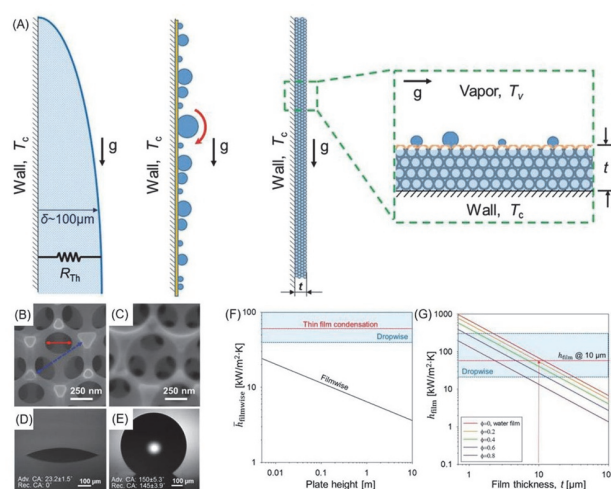 (A)
Wall, T_c
g
δ~100μm
R_Th
Wall, T_c
g
Wall, T_c
g
t
g
Vapor, T_v
t
Wall, T_c
(B)
250 nm
(C)
250 nm
(D)
Adv. CA: 23.2±1.5°
Rec. CA: 0°
100 μm
(E)
Adv. CA: 150±5.3°
Rec. CA: 145±3.9°
100 μm
(F)
h̄_filmwise [kW/m²·K]
100
10
1
Thin film condensation
Dropwise
Filmwise
0.01
0.1
1
10
Plate height [m]
(G)
h_film [kW/m²·K]
1000
100
10
1
0.1
h_film @ 10 μm
Dropwise
ϕ=0, water film
ϕ=0.2
ϕ=0.4
ϕ=0.6
ϕ=0.8
1
10
Film thickness, t [μm]